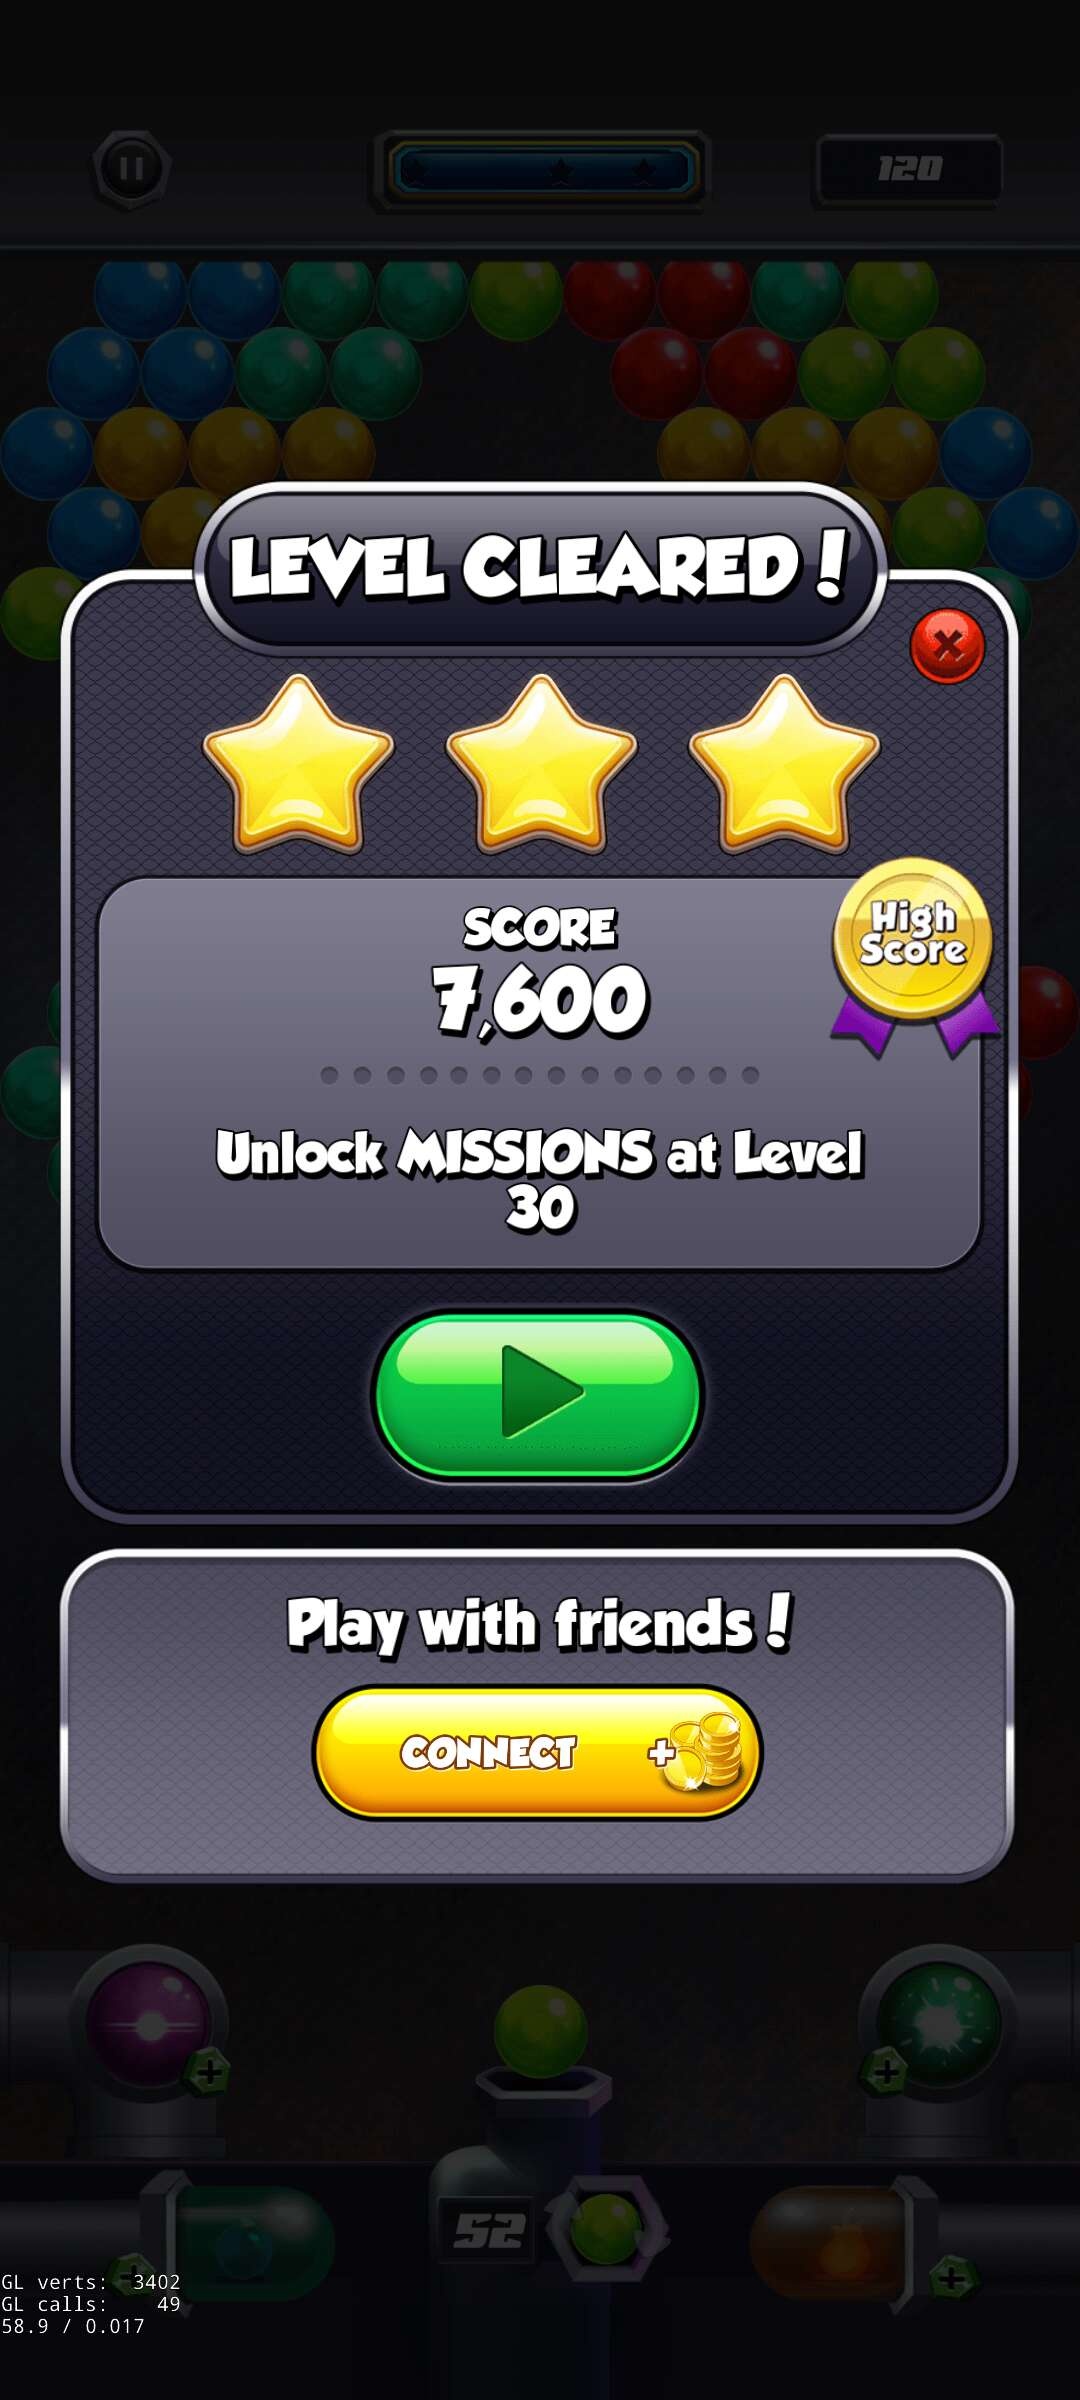 120
LEVEL CLEARED!
SCORE
7,600
High
Score
Unlock MISSIONS at Level
30
Play with friends!
CONNECT +
52
GL verts: 3402
GL calls: 49
58.9 / 0.017